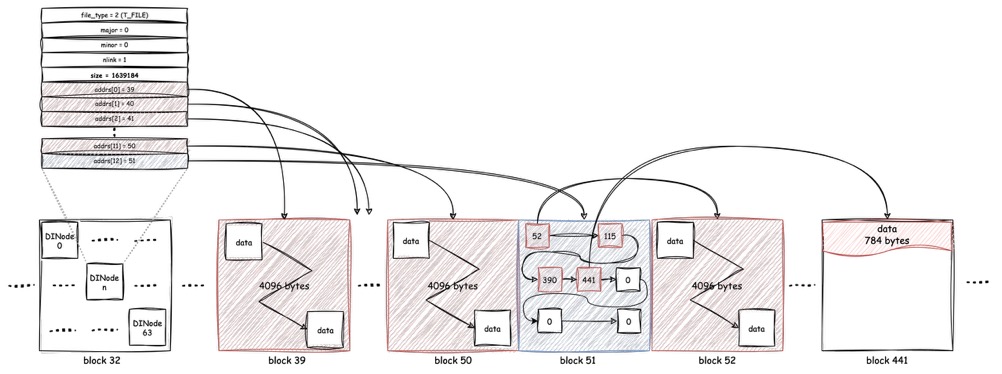 file_type = 2 (T_FILE)
major = 0
minor = 0
nlink = 1
size = 1639184
addrs[0] = 39
addrs[1] = 40
addrs[2] = 41
addrs[11] = 50
addrs[12] = 51
DINode
0
DINode
n
DINode
63
block 32
data
4096 bytes
data
block 39
data
4096 bytes
data
block 50
52
115
390
441
0
0
0
block 51
data
4096 bytes
data
block 52
data
784 bytes
block 441